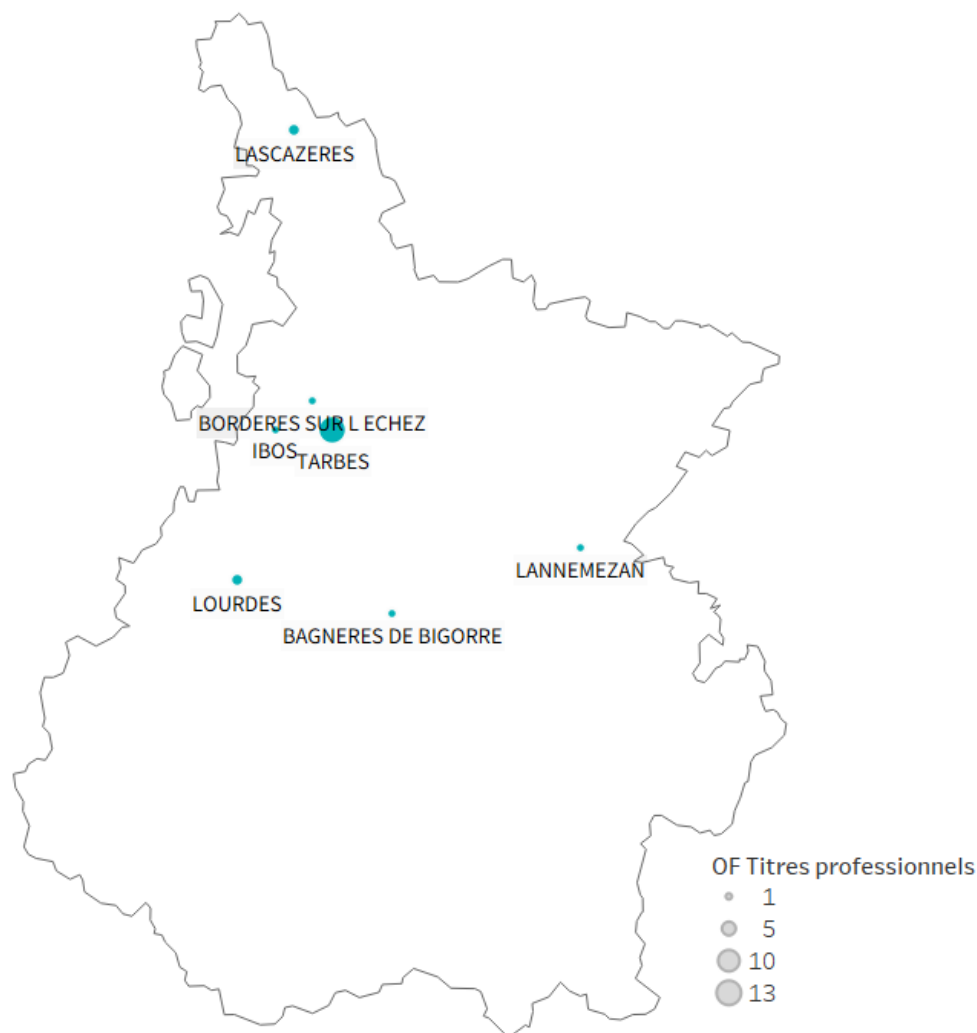 LASCAZERES
BORDERES SUR L ECHEZ
IBOS
TARBES
LANNEMEZAN
LOURDES
BAGNERES DE BIGORRE
OF Titres professionnels
1
5
10
13